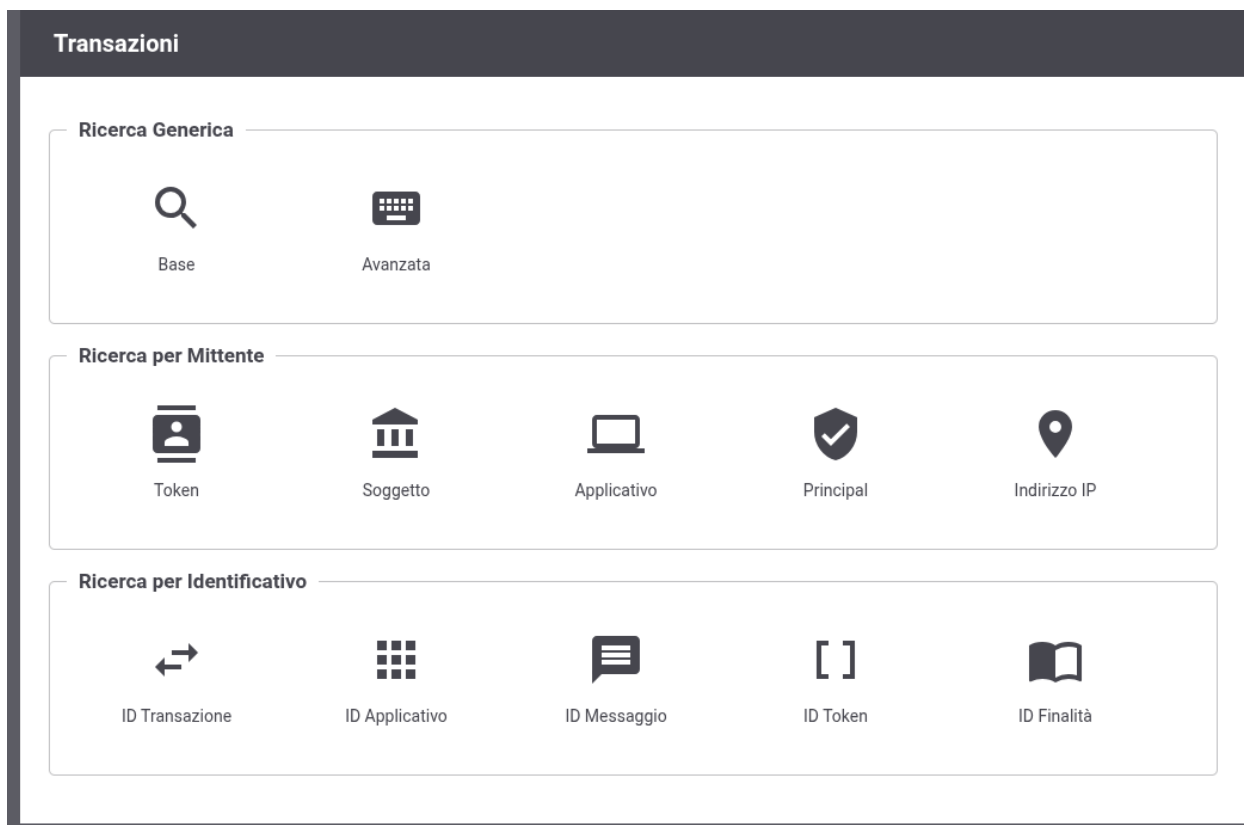 Transazioni
Ricerca Generica
Base
Avanzata
Ricerca per Mittente
Token
Soggetto
Applicativo
Principal
Indirizzo IP
Ricerca per Identificativo
ID Transazione
ID Applicativo
ID Messaggio
ID Token
ID Finalità